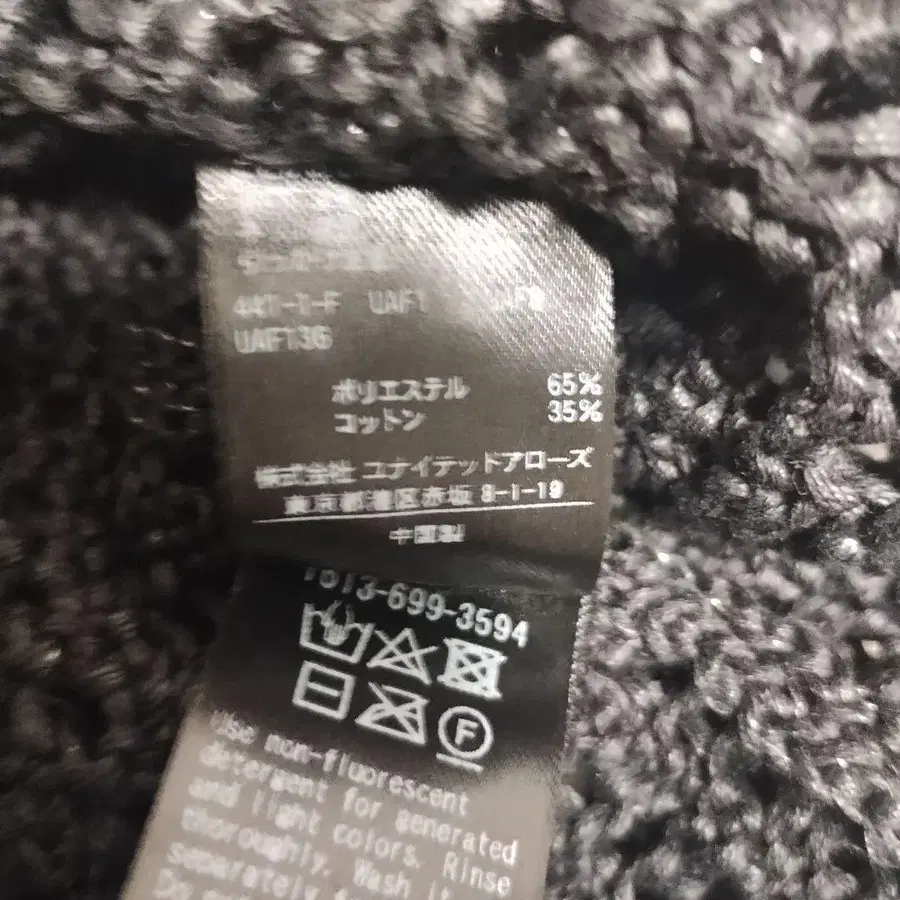 44T-T-F UAF1
UAF136
ポリエステル 65%
コットン 35%
株式会社 ユナイテッドアローズ
東京都港区赤坂 8-1-19
中国製
1613-699-3594
F
Use non-fluorescent
detergent for generated
and light colors. Rinse
thoroughly. Wash it
separately
Do